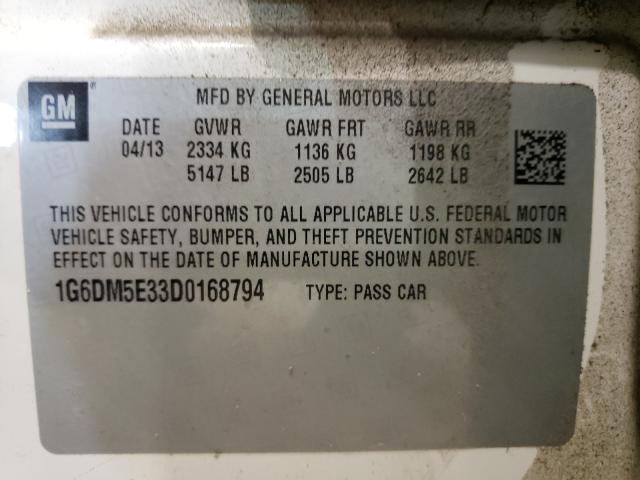 GM ®
MFD BY GENERAL MOTORS LLC
DATE GVWR GAWR FRT GAWR RR
04/13 2334 KG 1136 KG 1198 KG
5147 LB 2505 LB 2642 LB
THIS VEHICLE CONFORMS TO ALL APPLICABLE U.S. FEDERAL MOTOR
VEHICLE SAFETY, BUMPER, AND THEFT PREVENTION STANDARDS IN
EFFECT ON THE DATE OF MANUFACTURE SHOWN ABOVE.
1G6DM5E33D0168794 TYPE: PASS CAR